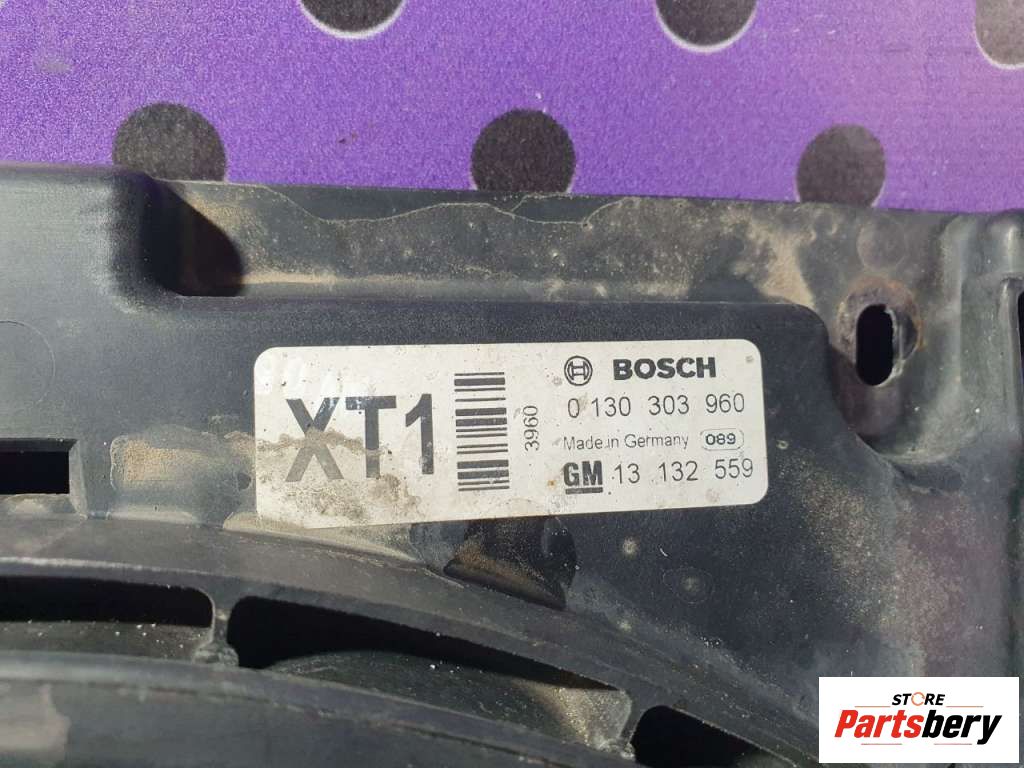 XT1
3960
BOSCH
0 130 303 960
Made in Germany 089
GM 13 132 559
STORE
Partsbery